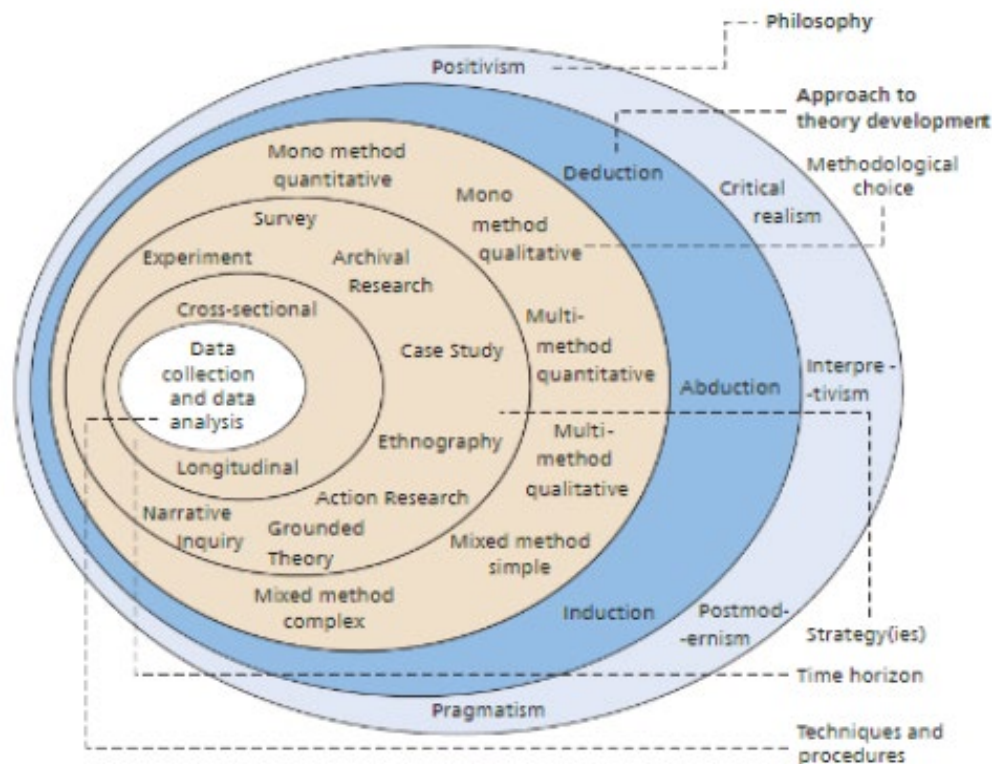 Philosophy
Positivism
Approach to
theory development
Mono method
quantitative
Deduction
Methodological
choice
Critical
realism
Mono
method
qualitative
Survey
Experiment
Archival
Research
Cross-sectional
Multi-
method
quantitative
Data
collection
and data
analysis
Case Study
Abduction
Interpre -
-tivism
Ethnography
Multi-
method
qualitative
Longitudinal
Action Research
Narrative
Inquiry
Grounded
Theory
Mixed method
simple
Mixed method
complex
Induction
Postmod-
-ernism
Strategy(ies)
Time horizon
Pragmatism
Techniques and
procedures